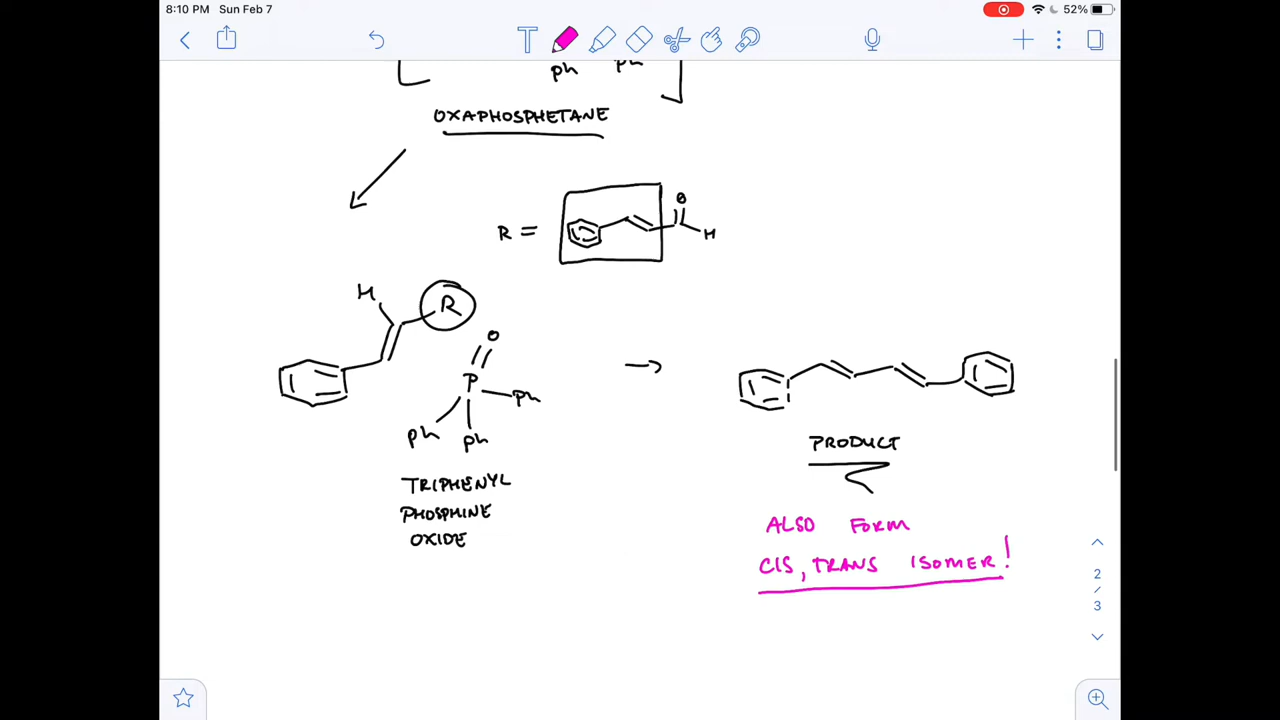 8:10 PM Sun Feb 7
52%
T
ph ph
OXAPHOSPHETANE
R =
O
H
H
R
O
P
Ph
Ph
Ph
TRIPHENYL
PHOSPHINE
OXIDE
PRODUCT
ALSO FORM
CIS, TRANS ISOMER!
2
/
3